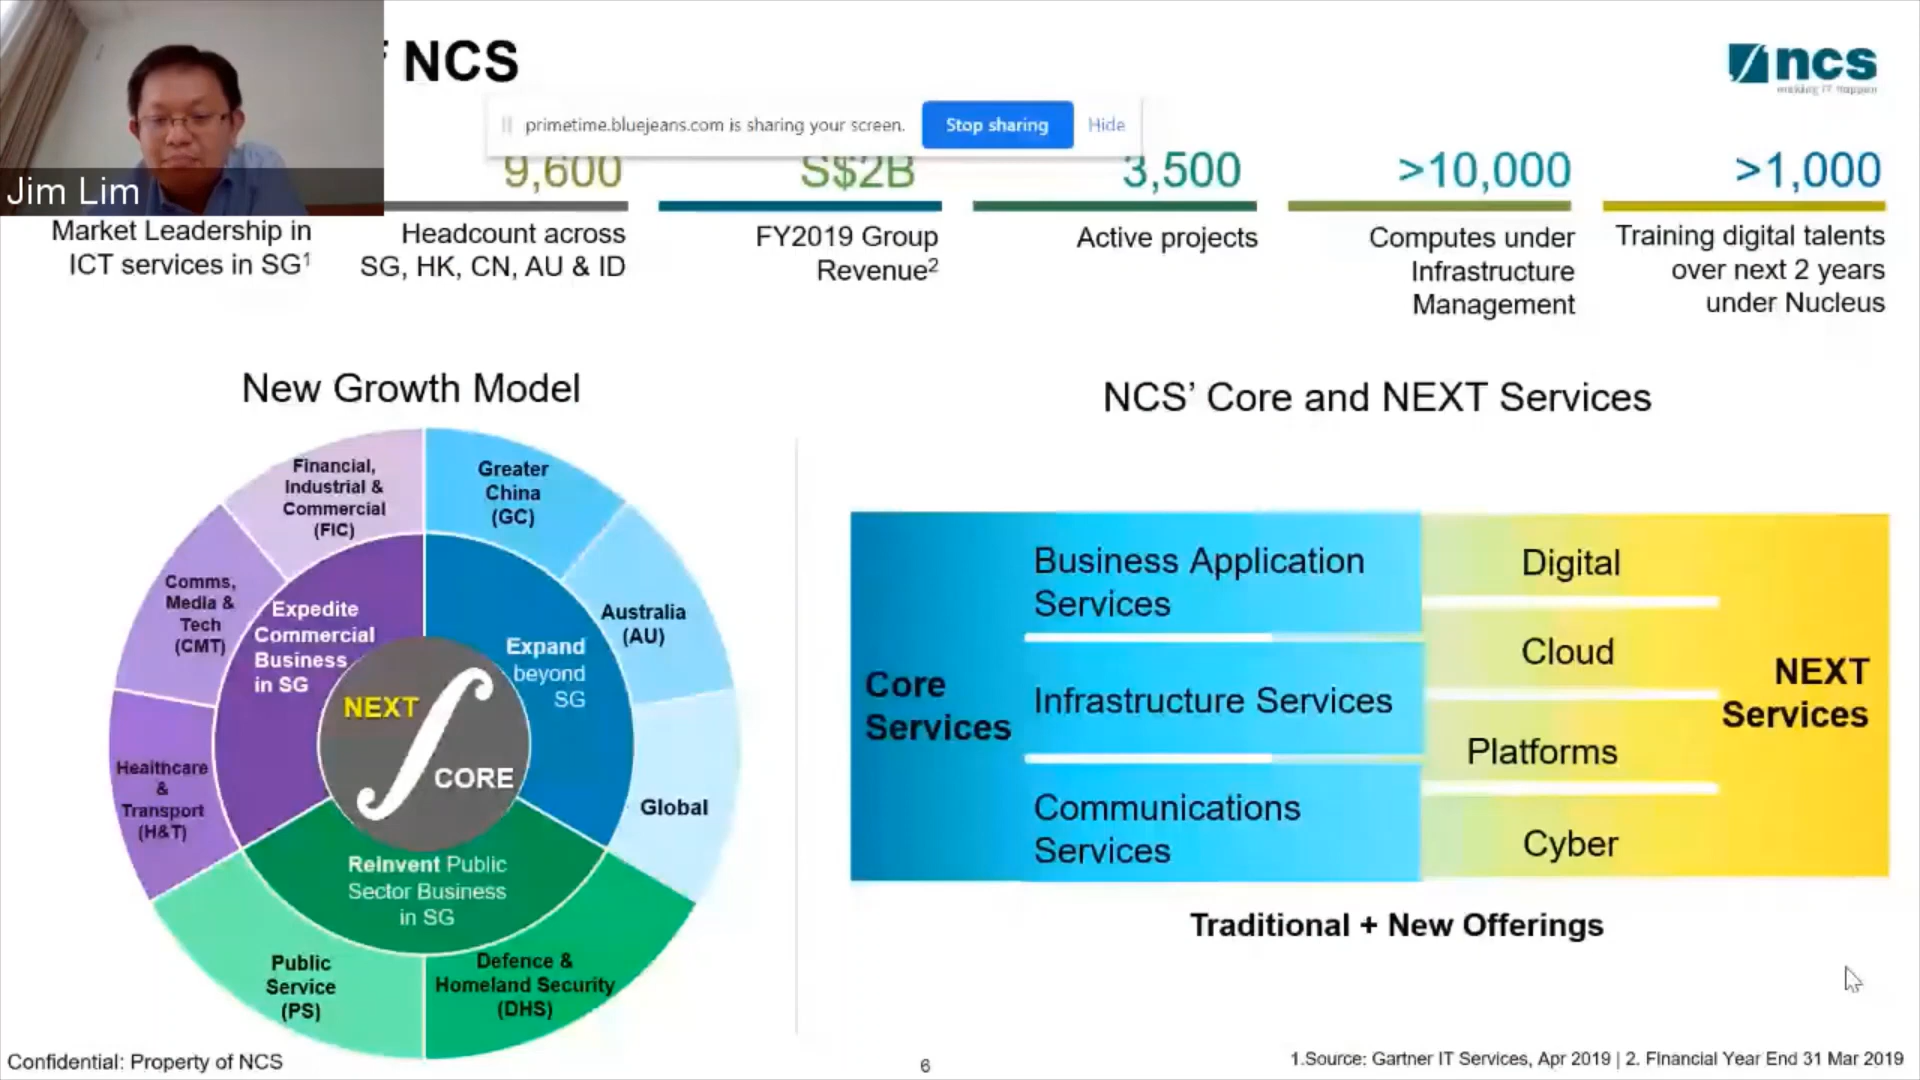 NCS
ncs
making IT happen
primetime.bluejeans.com is sharing your screen.
Stop sharing
Hide
Jim Lim
Market Leadership in
ICT services in SG1
9,600
Headcount across
SG, HK, CN, AU & ID
S$2B
FY2019 Group
Revenue2
3,500
Active projects
>10,000
Computes under
Infrastructure
Management
>1,000
Training digital talents
over next 2 years
under Nucleus
New Growth Model
Financial,
Industrial &
Commercial
(FIC)
Greater
China
(GC)
Comms,
Media &
Tech
(CMT)
Australia
(AU)
Healthcare
&
Transport
(H&T)
Global
Expedite
Commercial
Business
in SG
Expand
beyond
SG
NEXT
CORE
Reinvent Public
Sector Business
in SG
Public
Service
(PS)
Defence &
Homeland Security
(DHS)
NCS’ Core and NEXT Services
Core
Services
Business Application
Services
Infrastructure Services
Communications
Services
Digital
Cloud
Platforms
Cyber
NEXT
Services
Traditional + New Offerings
Confidential: Property of NCS
6
1.Source: Gartner IT Services, Apr 2019 | 2. Financial Year End 31 Mar 2019